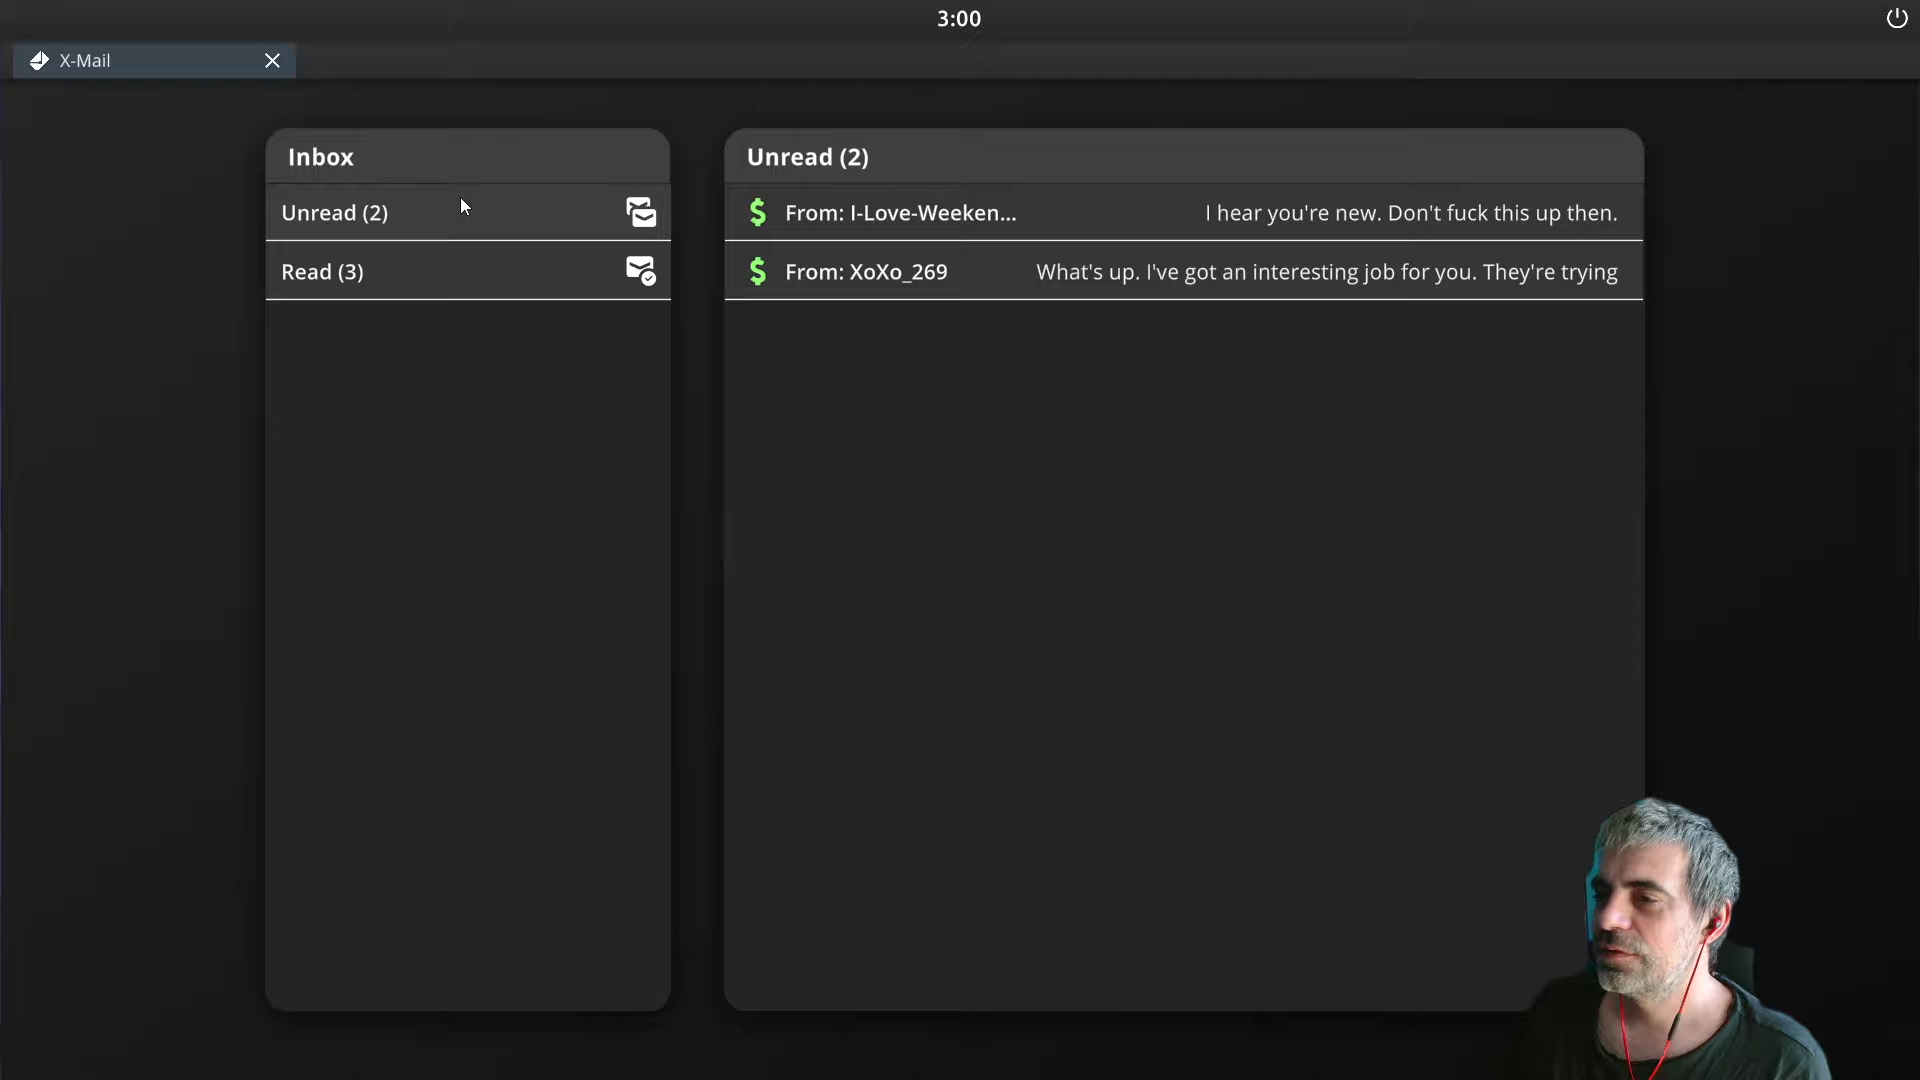 3:00
X-Mail
Inbox
Unread (2)
Read (3)
Unread (2)
From: I-Love-Weeken... I hear you're new. Don't fuck this up then.
From: XoXo_269 What's up. I've got an interesting job for you. They're trying